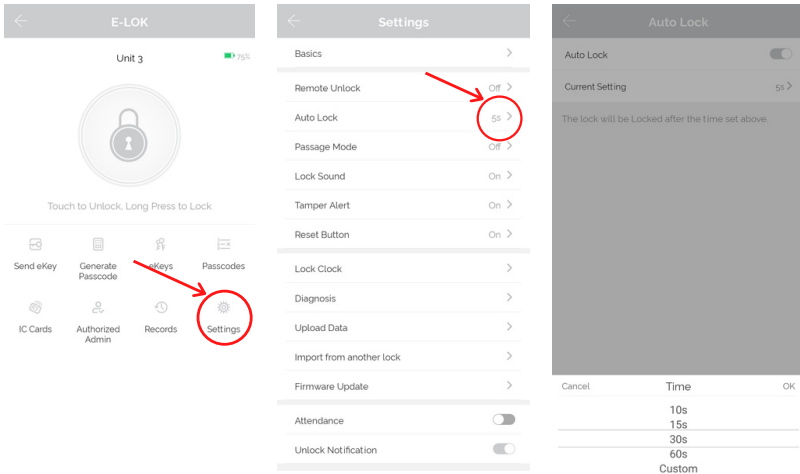 E-LOK
Unit 3
75%
Touch to Unlock, Long Press to Lock
Send eKey
Generate
Passcode
eKeys
Passcodes
IC Cards
Authorized
Admin
Records
Settings
Settings
Basics
Remote Unlock Off
Auto Lock 5s
Passage Mode Off
Lock Sound On
Tamper Alert On
Reset Button On
Lock Clock
Diagnosis
Upload Data
Import from another lock
Firmware Update
Attendance
Unlock Notification
Auto Lock
Auto Lock
Current Setting 5s
The lock will be Locked after the time set above.
Cancel Time OK
10s
15s
30s
60s
Custom